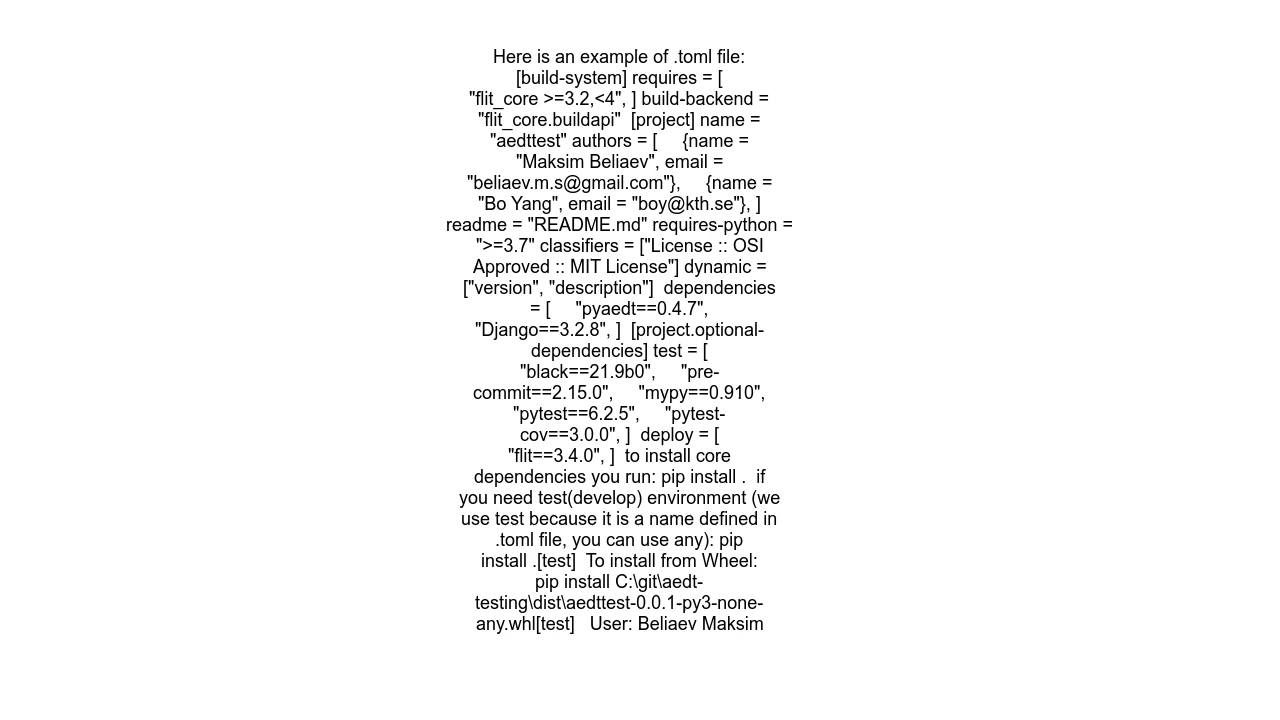 Here is an example of .toml file:
[build-system] requires = [
"flit_core >=3.2,<4", ] build-backend =
"flit_core.buildapi"  [project] name =
"aedttest" authors = [     {name =
"Maksim Beliaev", email =
"beliaev.m.s@gmail.com"},     {name =
"Bo Yang", email = "boy@kth.se"}, ]
readme = "README.md" requires-python =
">=3.7" classifiers = ["License :: OSI
Approved :: MIT License"] dynamic =
["version", "description"]  dependencies
= [     "pyaedt==0.4.7",
"Django==3.2.8", ]  [project.optional-
dependencies] test = [
"black==21.9b0",     "pre-
commit==2.15.0",     "mypy==0.910",
"pytest==6.2.5",     "pytest-
cov==3.0.0", ]  deploy = [
"flit==3.4.0", ]  to install core
dependencies you run: pip install .  if
you need test(develop) environment (we
use test because it is a name defined in
.toml file, you can use any): pip
install .[test]  To install from Wheel:
pip install C:\git\aedt-
testing\dist\aedttest-0.0.1-py3-none-
any.whl[test]   User: Beliaev Maksim